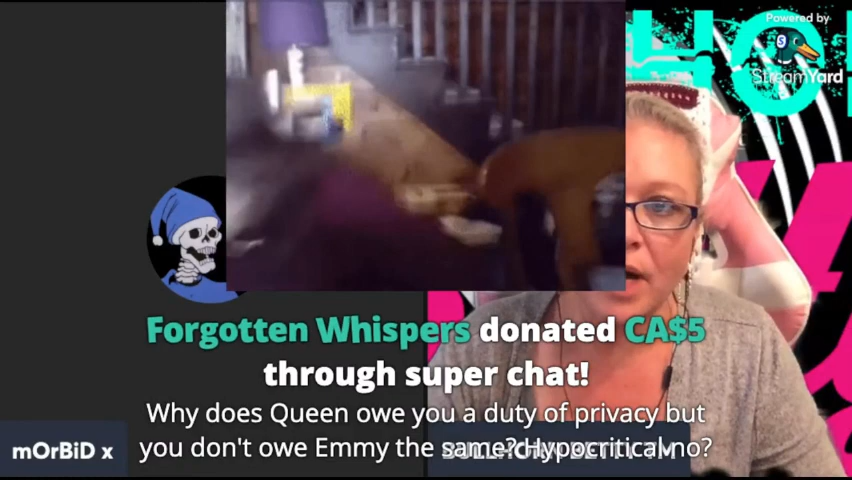 Powered by
StreamYard
Forgotten Whispers donated CA$5
through super chat!
Why does Queen owe you a duty of privacy but
you don't owe Emmy the same? Hypocritical no?
mOrBiD x